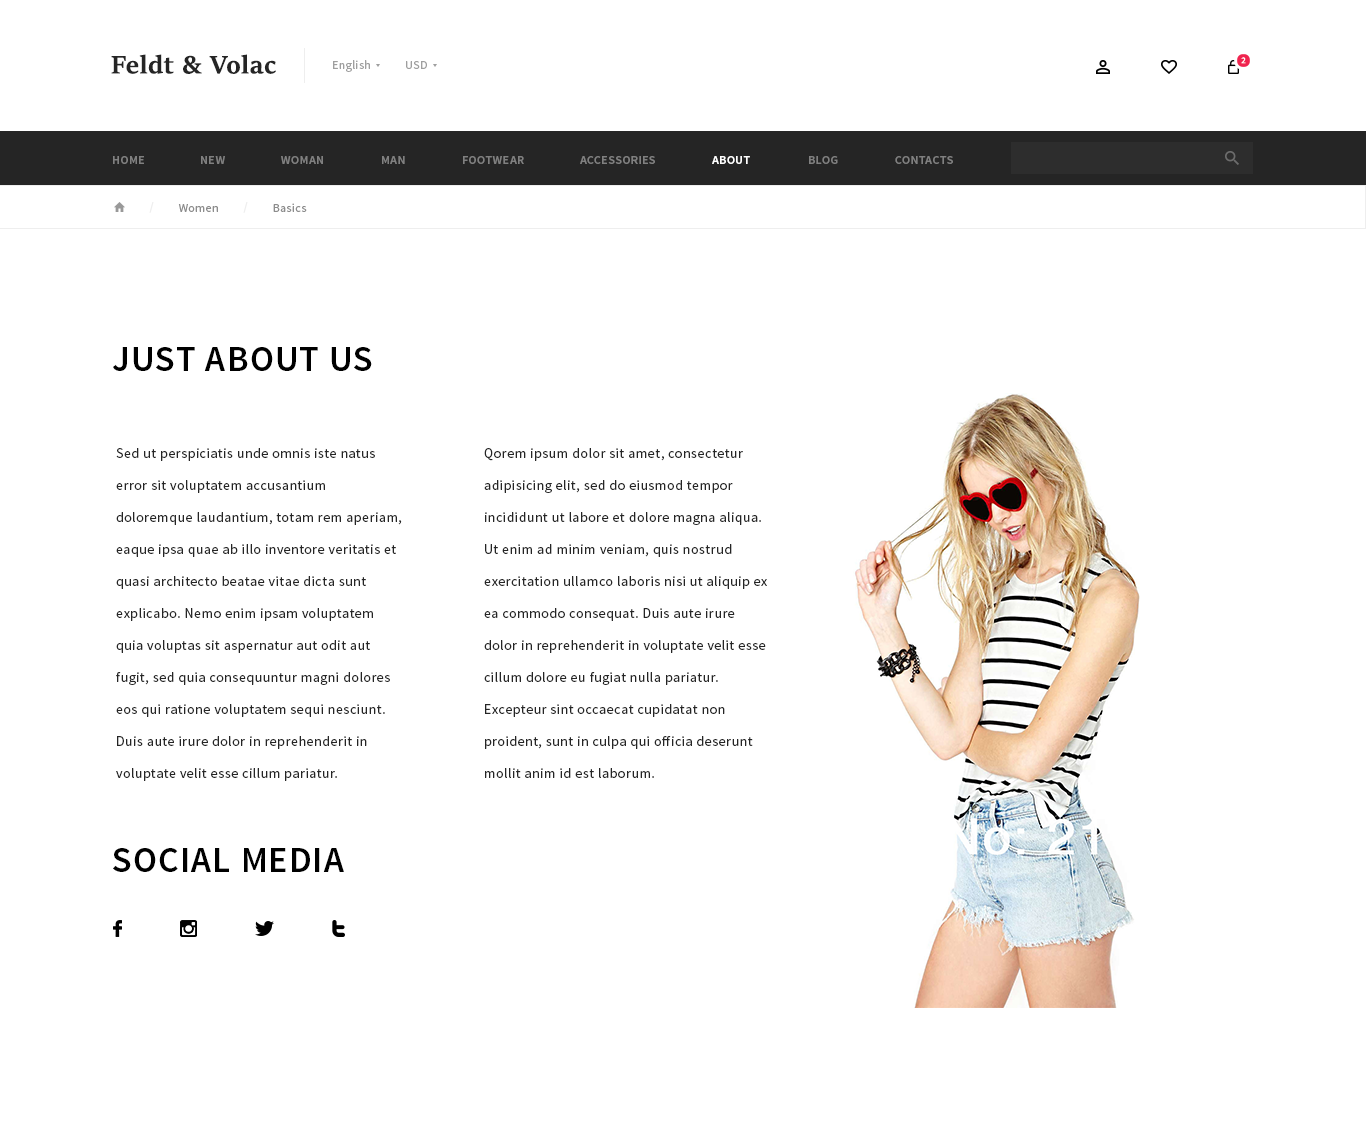 Feldt & Volac
English
USD
2
HOME
NEW
WOMAN
MAN
FOOTWEAR
ACCESSORIES
ABOUT
BLOG
CONTACTS
/
Women
/
Basics
JUST ABOUT US
Sed ut perspiciatis unde omnis iste natus
error sit voluptatem accusantium
doloremque laudantium, totam rem aperiam,
eaque ipsa quae ab illo inventore veritatis et
quasi architecto beatae vitae dicta sunt
explicabo. Nemo enim ipsam voluptatem
quia voluptas sit aspernatur aut odit aut
fugit, sed quia consequuntur magni dolores
eos qui ratione voluptatem sequi nesciunt.
Duis aute irure dolor in reprehenderit in
voluptate velit esse cillum pariatur.
Qorem ipsum dolor sit amet, consectetur
adipisicing elit, sed do eiusmod tempor
incididunt ut labore et dolore magna aliqua.
Ut enim ad minim veniam, quis nostrud
exercitation ullamco laboris nisi ut aliquip ex
ea commodo consequat. Duis aute irure
dolor in reprehenderit in voluptate velit esse
cillum dolore eu fugiat nulla pariatur.
Excepteur sint occaecat cupidatat non
proident, sunt in culpa qui officia deserunt
mollit anim id est laborum.
No: 21
SOCIAL MEDIA